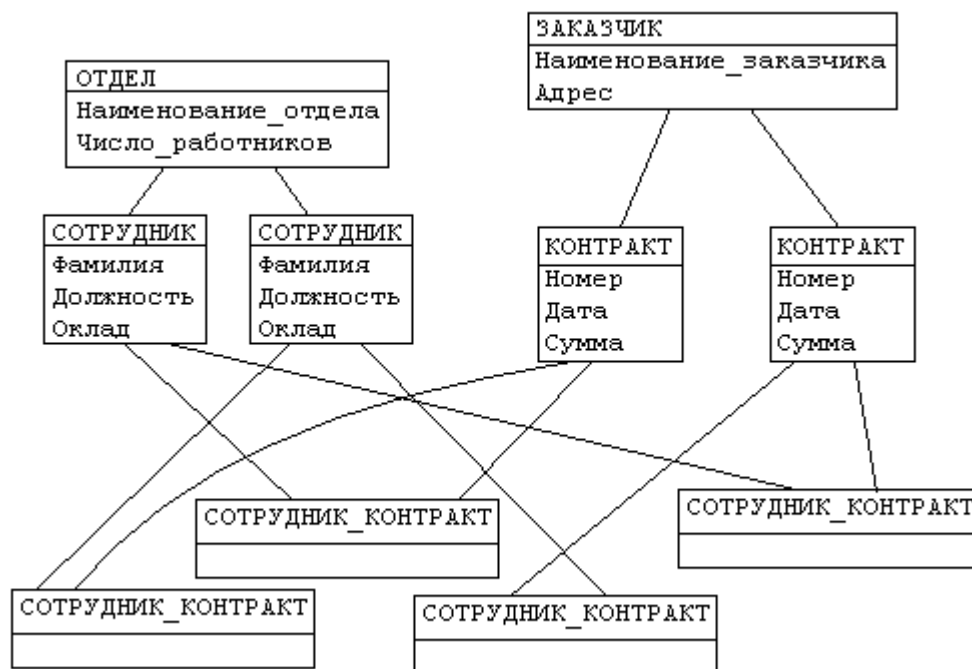 ЗАКАЗЧИК
Наименование_заказчика
Адрес
ОТДЕЛ
Наименование_отдела
Число_работников
СОТРУДНИК
Фамилия
Должность
Оклад
СОТРУДНИК
Фамилия
Должность
Оклад
КОНТРАКТ
Номер
Дата
Сумма
КОНТРАКТ
Номер
Дата
Сумма
СОТРУДНИК_КОНТРАКТ
СОТРУДНИК_КОНТРАКТ
СОТРУДНИК_КОНТРАКТ
СОТРУДНИК_КОНТРАКТ